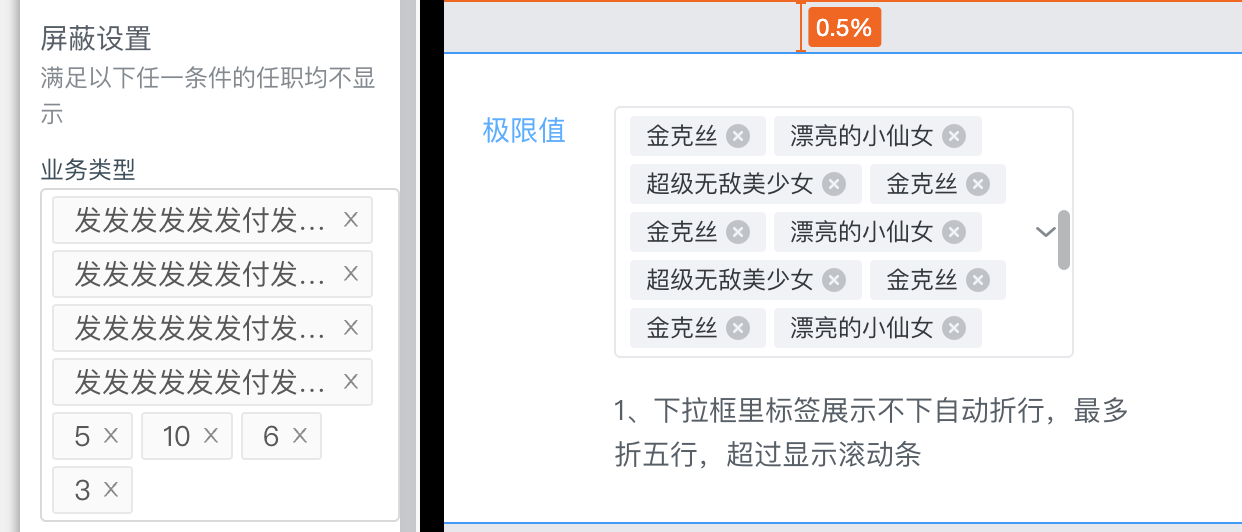 屏蔽设置
满足以下任一条件的任职均不显
示
业务类型
发发发发发发付发... X
发发发发发发付发... X
发发发发发发付发... X
发发发发发发付发... X
5 X 10 X 6 X
3 X
0.5%
极限值
金克丝 漂亮的小仙女
超级无敌美少女 金克丝
金克丝 漂亮的小仙女
超级无敌美少女 金克丝
金克丝 漂亮的小仙女
1、下拉框里标签展示不下自动折行，最多
折五行，超过显示滚动条